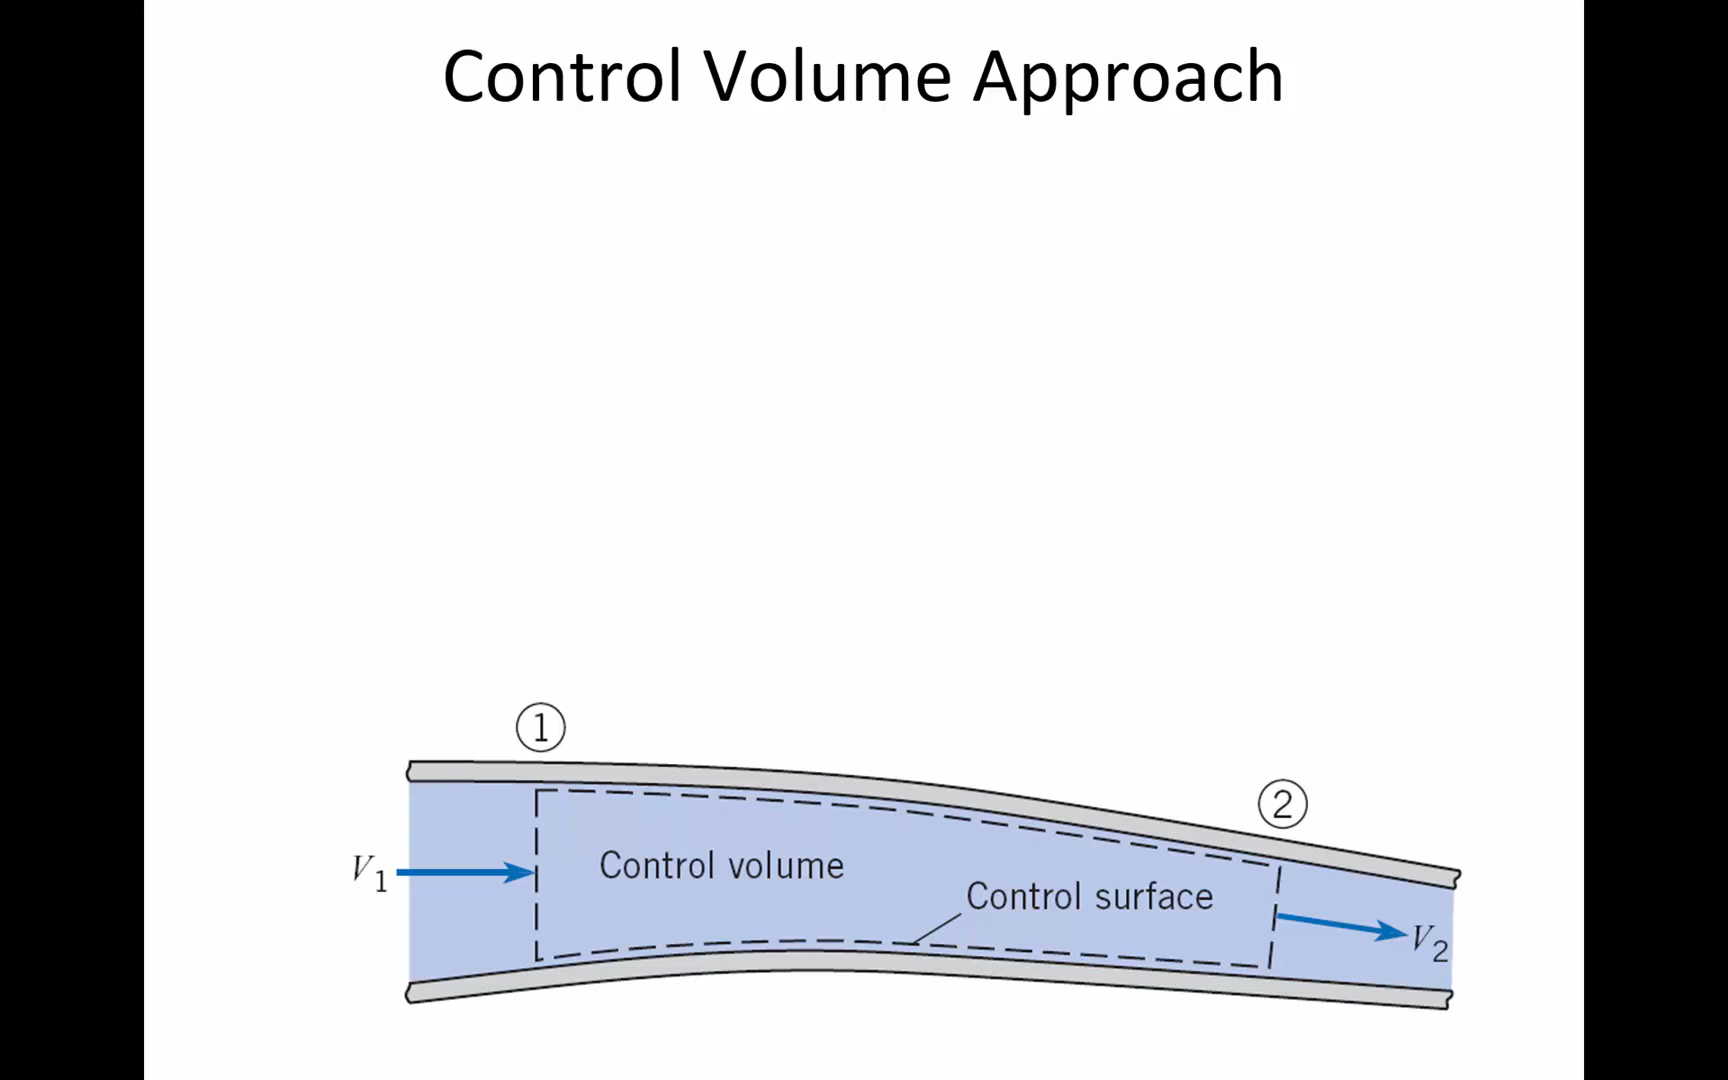 Control Volume Approach
1
2
V1
Control volume
Control surface
V2